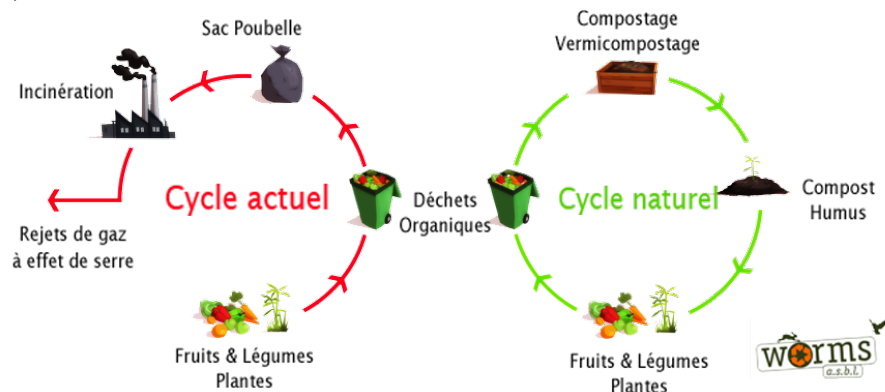 Sac Poubelle
Incinération
Cycle actuel
Rejets de gaz
à effet de serre
Fruits & Légumes
Plantes
Déchets
Organiques
Compostage
Vermicompostage
Cycle naturel
Compost
Humus
Fruits & Légumes
Plantes
worms
a.s.b.l.